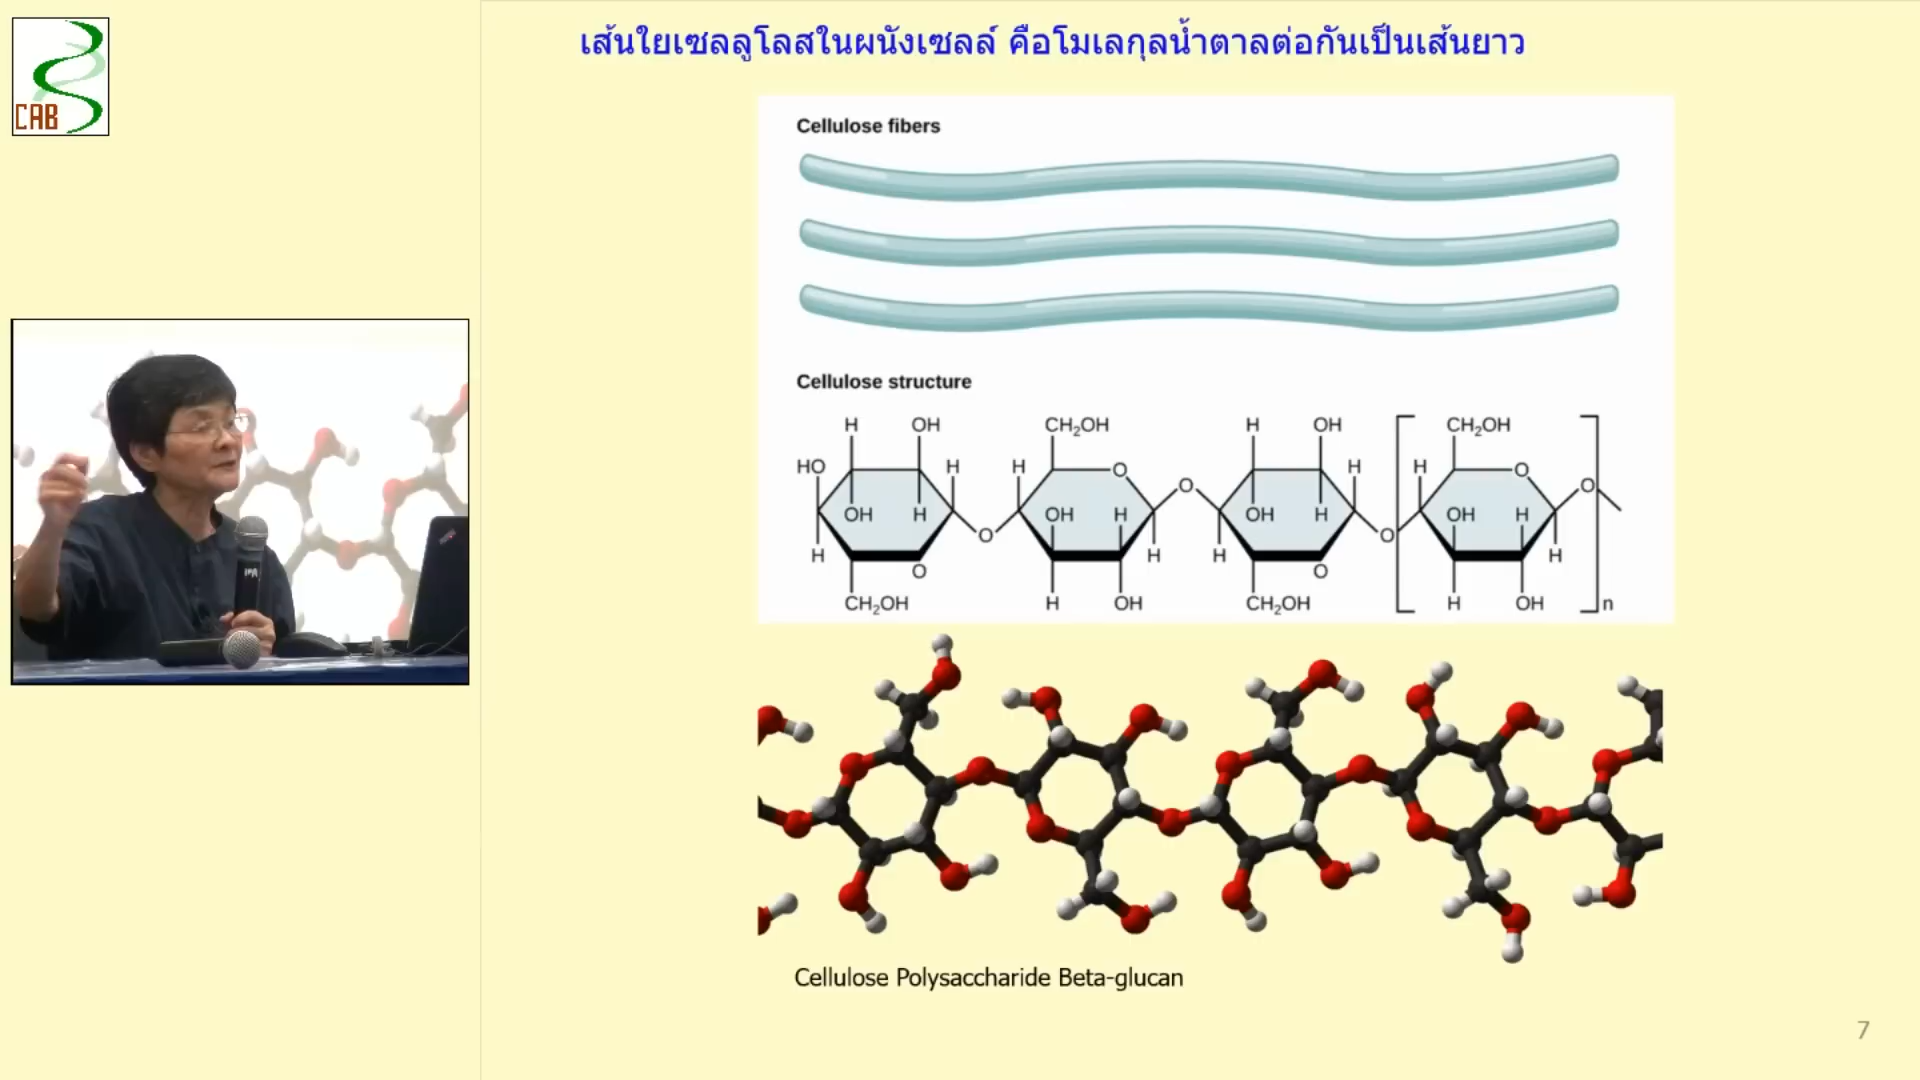 CAB
เส้นใยเซลลูโลสในผนังเซลล์ คือโมเลกุลน้ำตาลต่อกันเป็นเส้นยาว
Cellulose fibers
Cellulose structure
H OH CH₂OH H OH CH₂OH
HO H H O O H H O O
OH H OH H OH H OH H
H O O H H O O H
CH₂OH H OH CH₂OH H OH n
Cellulose Polysaccharide Beta-glucan
7